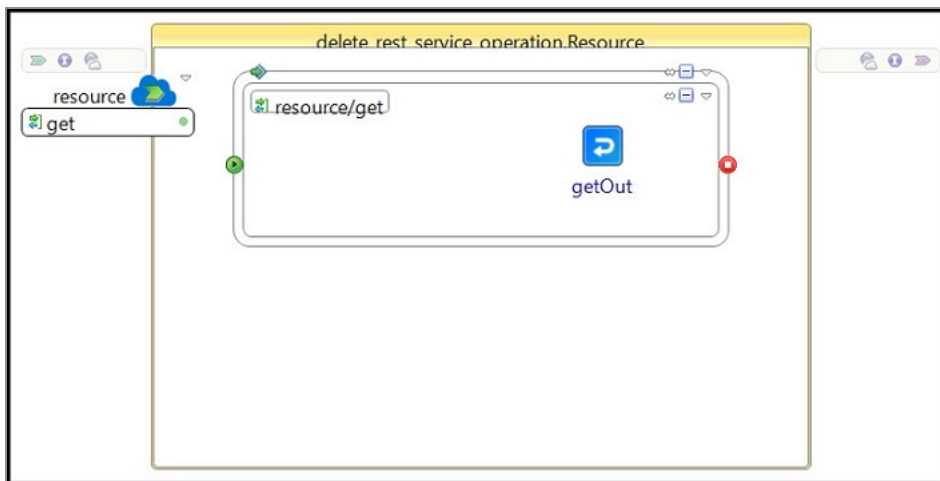 delete_rest_service_operation.Resource
resource
get
resource/get
getOut